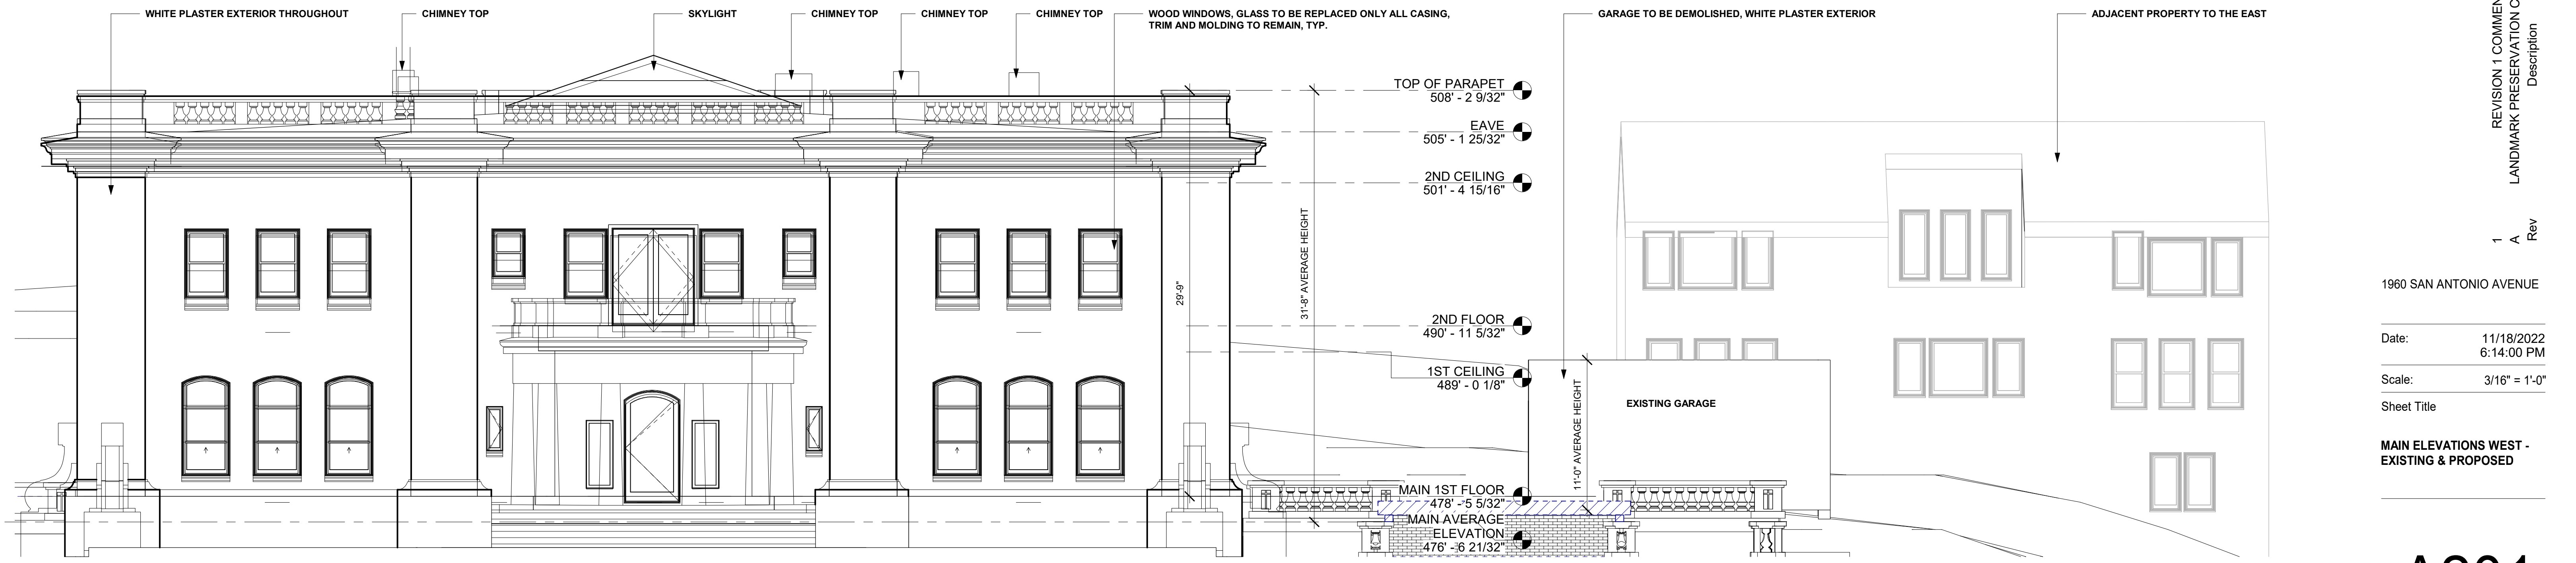 WHITE PLASTER EXTERIOR THROUGHOUT
CHIMNEY TOP
SKYLIGHT
CHIMNEY TOP
CHIMNEY TOP
CHIMNEY TOP
WOOD WINDOWS, GLASS TO BE REPLACED ONLY ALL CASING,
TRIM AND MOLDING TO REMAIN, TYP.
GARAGE TO BE DEMOLISHED, WHITE PLASTER EXTERIOR
ADJACENT PROPERTY TO THE EAST
TOP OF PARAPET
508' - 2 9/32"
EAVE
505' - 1 25/32"
2ND CEILING
501' - 4 15/16"
29'-9"
31'-8" AVERAGE HEIGHT
2ND FLOOR
490' - 11 5/32"
1ST CEILING
489' - 0 1/8"
11'-0" AVERAGE HEIGHT
EXISTING GARAGE
MAIN 1ST FLOOR
478' - 5 5/32"
MAIN AVERAGE
ELEVATION
476' - 6 21/32"
1 REVISION 1 COMMEN
A LANDMARK PRESERVATION C
Rev Description
1960 SAN ANTONIO AVENUE
Date: 11/18/2022
6:14:00 PM
Scale: 3/16" = 1'-0"
Sheet Title
MAIN ELEVATIONS WEST -
EXISTING & PROPOSED